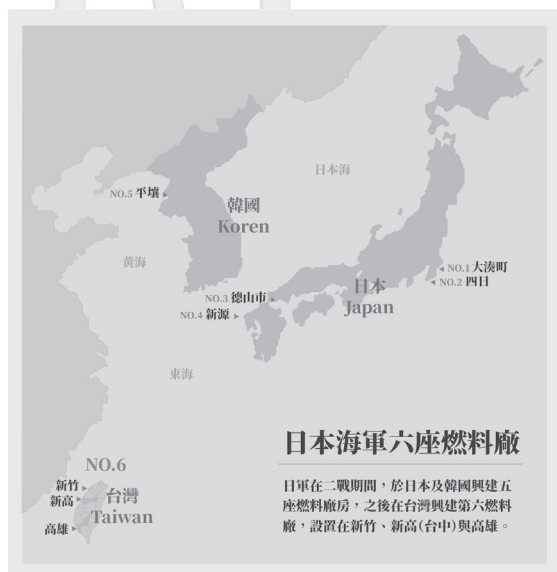 日本海
NO.5 平壤
韓國
Koren
黃海
NO.1 大湊町
NO.2 四日
日本
Japan
NO.3 德山市
NO.4 新源
東海
日本海軍六座燃料廠
日軍在二戰期間，於日本及韓國興建五
座燃料廠房，之後在台灣興建第六燃料
廠，設置在新竹、新高(台中)與高雄。
NO.6
新竹
新高
台灣
Taiwan
高雄